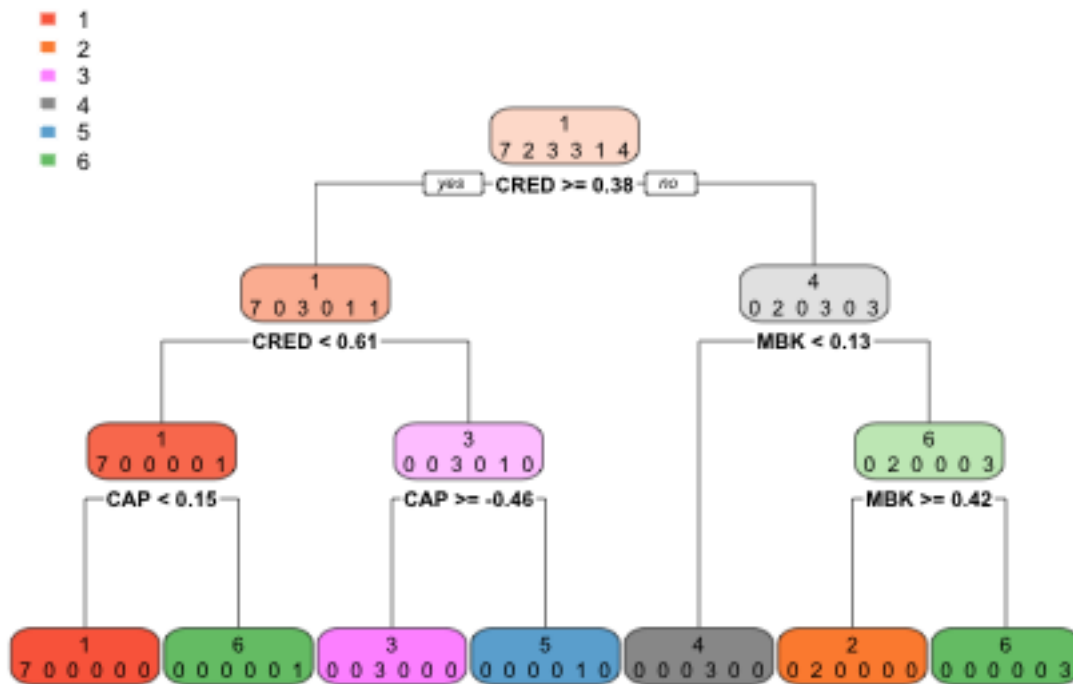 1
2
3
4
5
6
1
7 2 3 3 1 4
yes CRED >= 0.38 no
1
7 0 3 0 1 1
4
0 2 0 3 0 3
CRED < 0.61
MBK < 0.13
1
7 0 0 0 0 1
3
0 0 3 0 1 0
6
0 2 0 0 0 3
CAP < 0.15
CAP >= -0.46
MBK >= 0.42
1
7 0 0 0 0 0
6
0 0 0 0 0 1
3
0 0 3 0 0 0
5
0 0 0 0 1 0
4
0 0 0 3 0 0
2
0 2 0 0 0 0
6
0 0 0 0 0 3